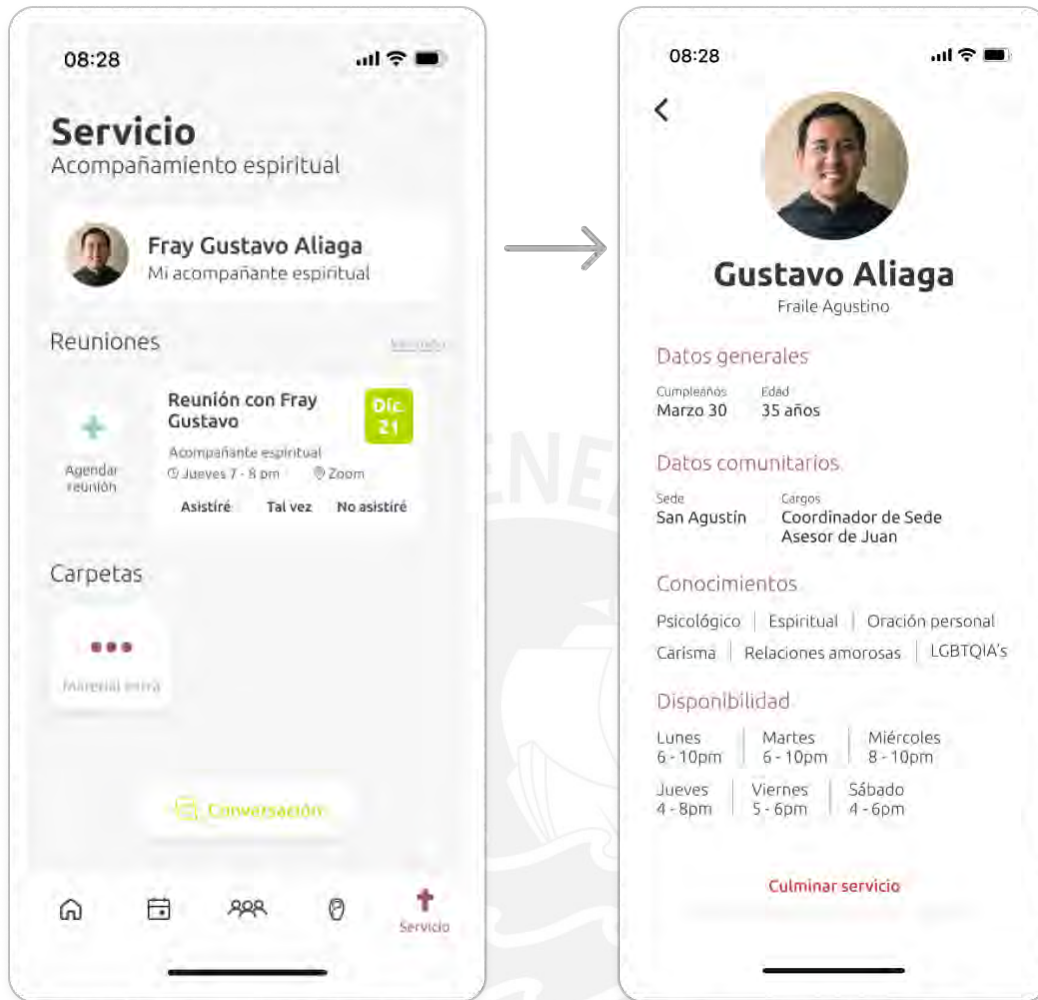 08:28
Servicio
Acompañamiento espiritual
Fray Gustavo Aliaga
Mi acompañante espiritual
Reuniones
Agendar
reunión
Reunión con Fray
Gustavo
Dic
21
Acompañante espiritual
Jueves 7 - 8 pm
Zoom
Asistiré
Tal vez
No asistiré
Carpetas
Material extra
Conversación
Servicio
08:28
Gustavo Aliaga
Fraile Agustino
Datos generales
Cumpleaños
Edad
Marzo 30
35 años
Datos comunitarios
Sede
Cargos
San Agustín
Coordinador de Sede
Asesor de Juan
Conocimientos
Psicológico
Espiritual
Oración personal
Carisma
Relaciones amorosas
LGBTQIA's
Disponibilidad
Lunes
6 - 10pm
Martes
6 - 10pm
Miércoles
8 - 10pm
Jueves
4 - 8pm
Viernes
5 - 6pm
Sábado
4 - 6pm
Culminar servicio